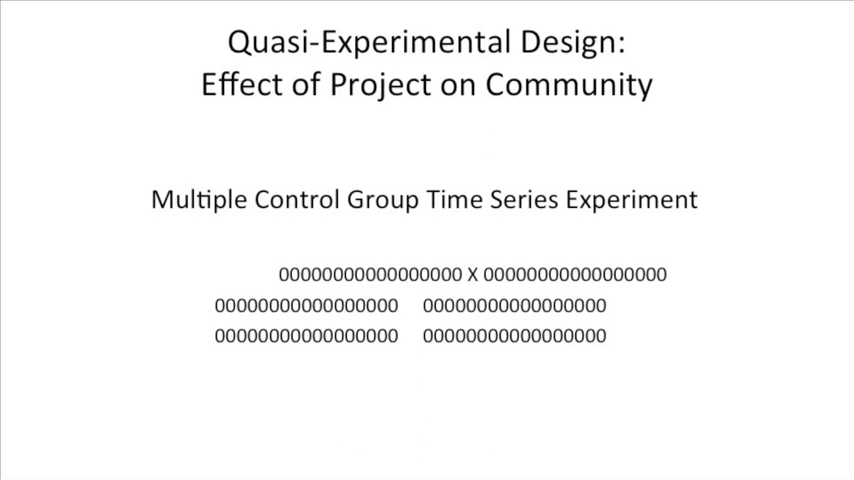 Quasi-Experimental Design:
Effect of Project on Community
Multiple Control Group Time Series Experiment
00000000000000000 X 00000000000000000
00000000000000000 00000000000000000
00000000000000000 00000000000000000